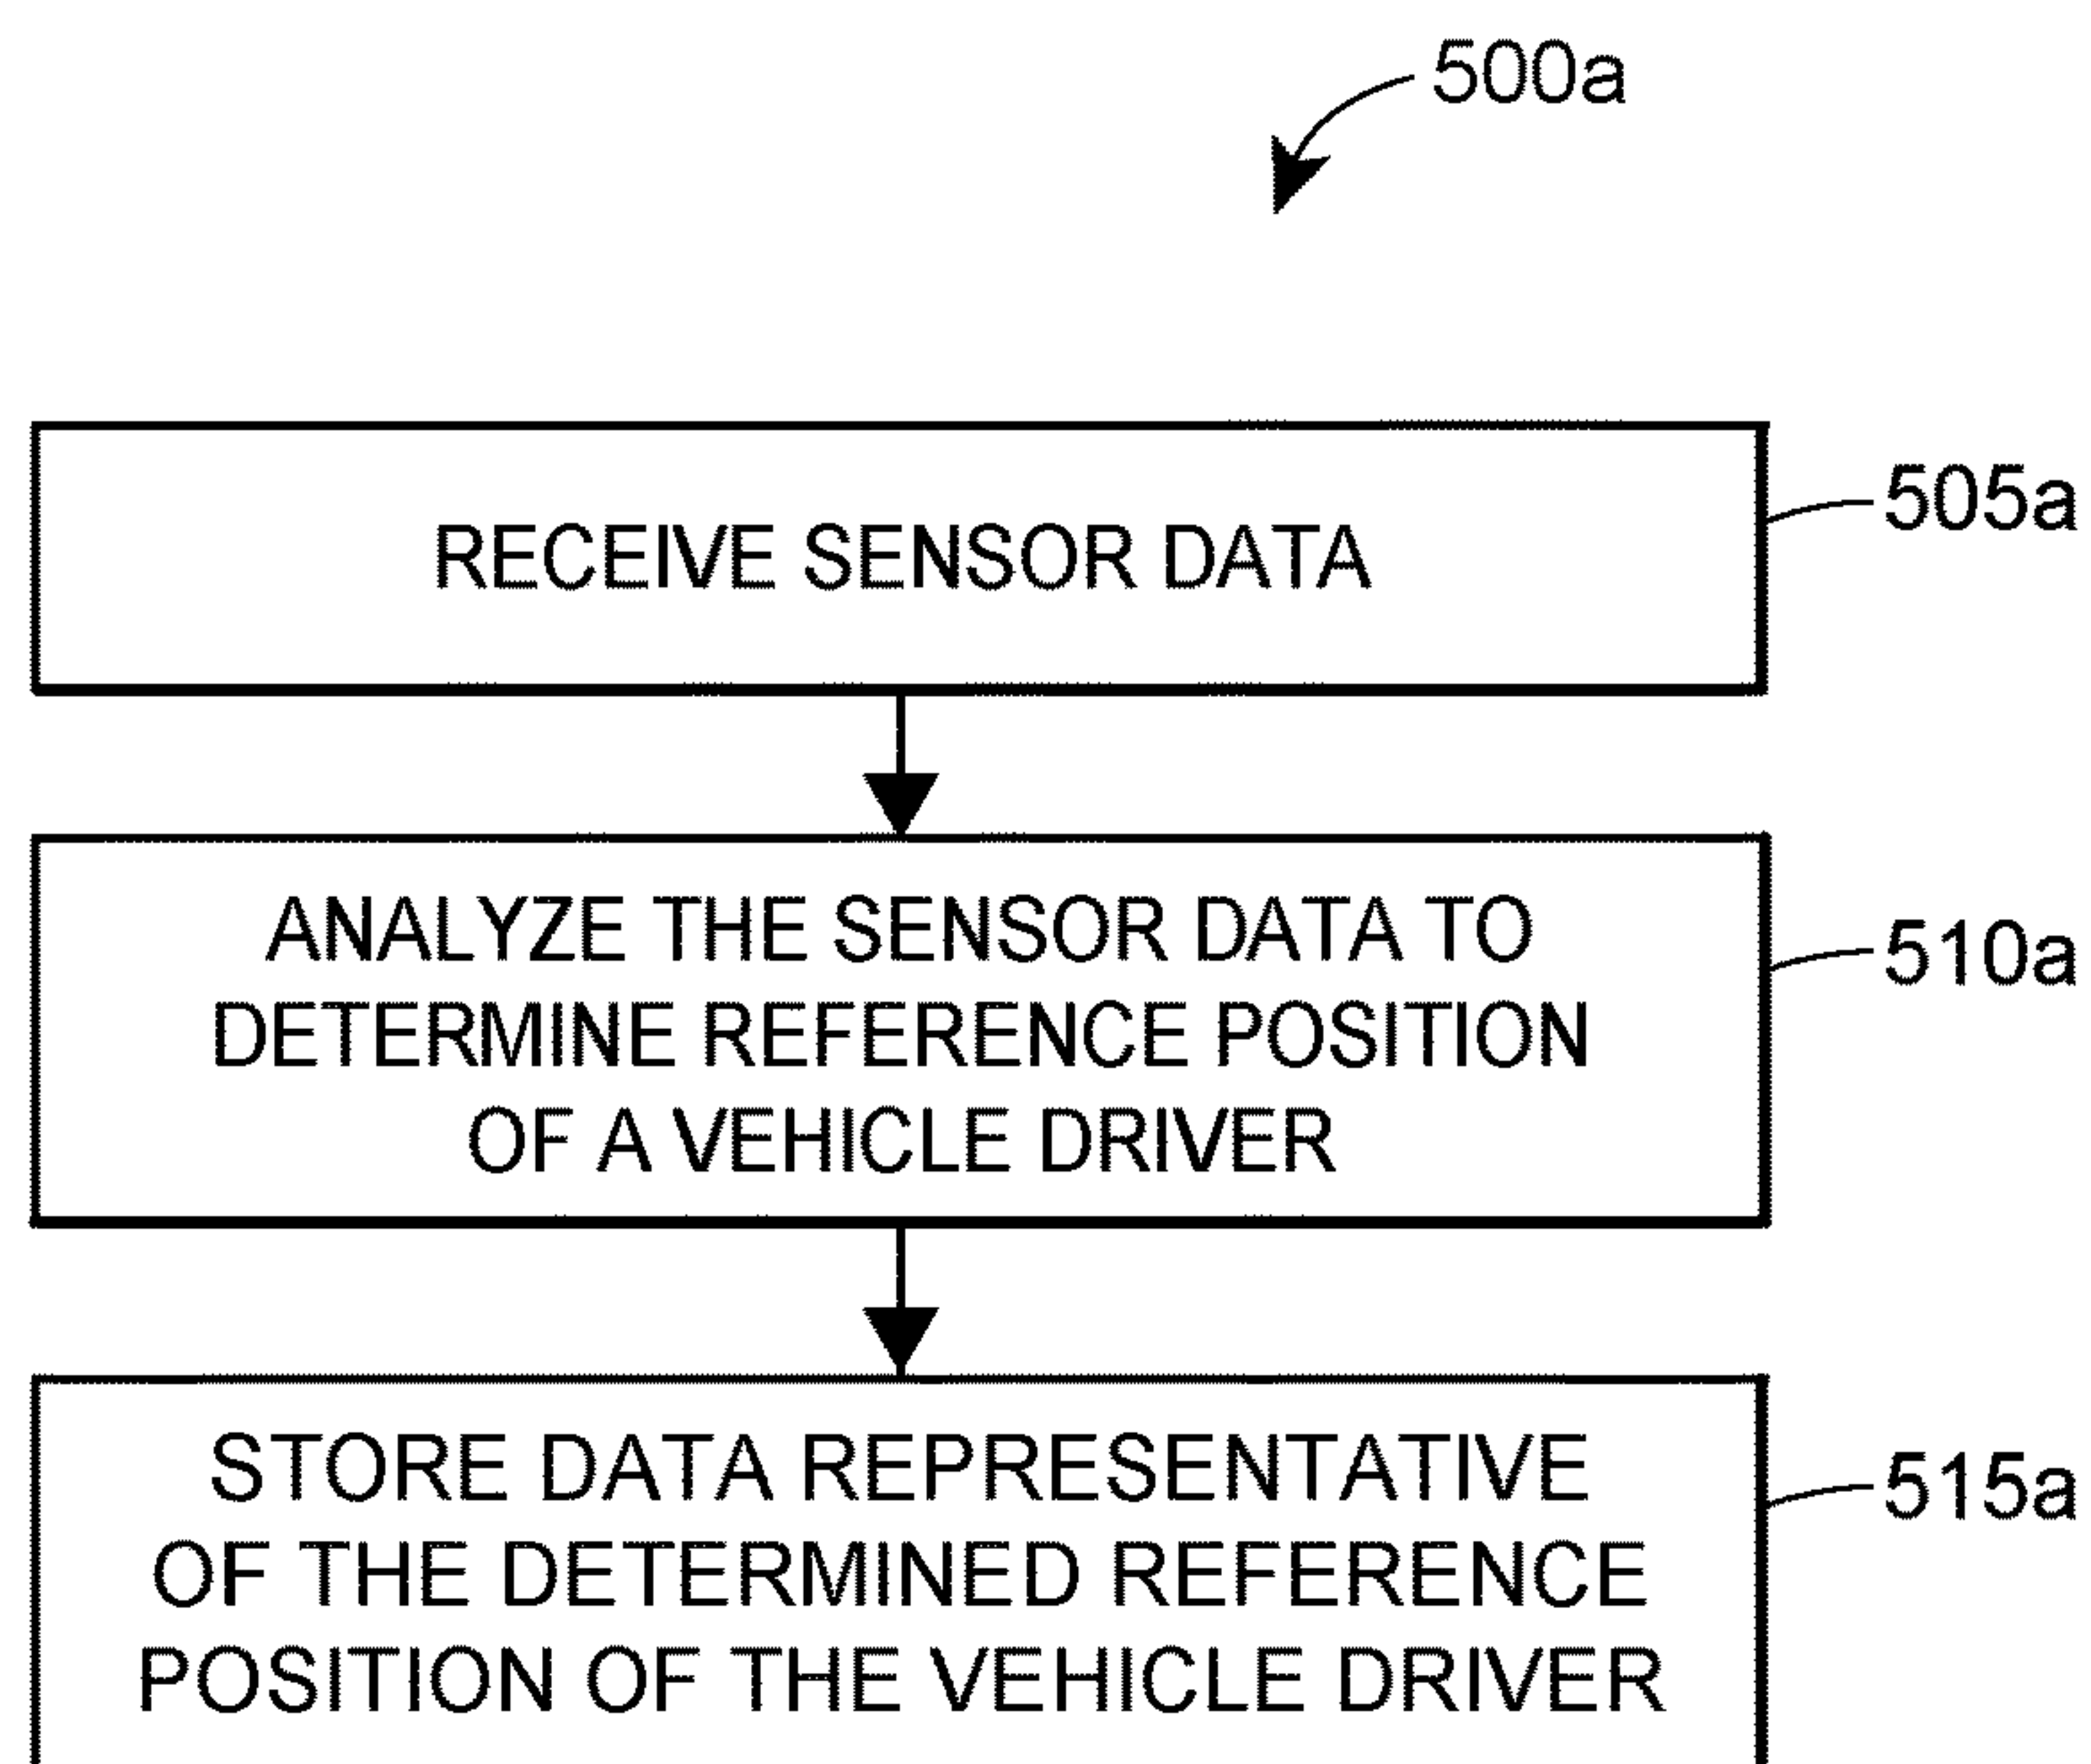 500a
RECEIVE SENSOR DATA
505a
ANALYZE THE SENSOR DATA TO
DETERMINE REFERENCE POSITION
OF A VEHICLE DRIVER
510a
STORE DATA REPRESENTATIVE
OF THE DETERMINED REFERENCE
POSITION OF THE VEHICLE DRIVER
515a